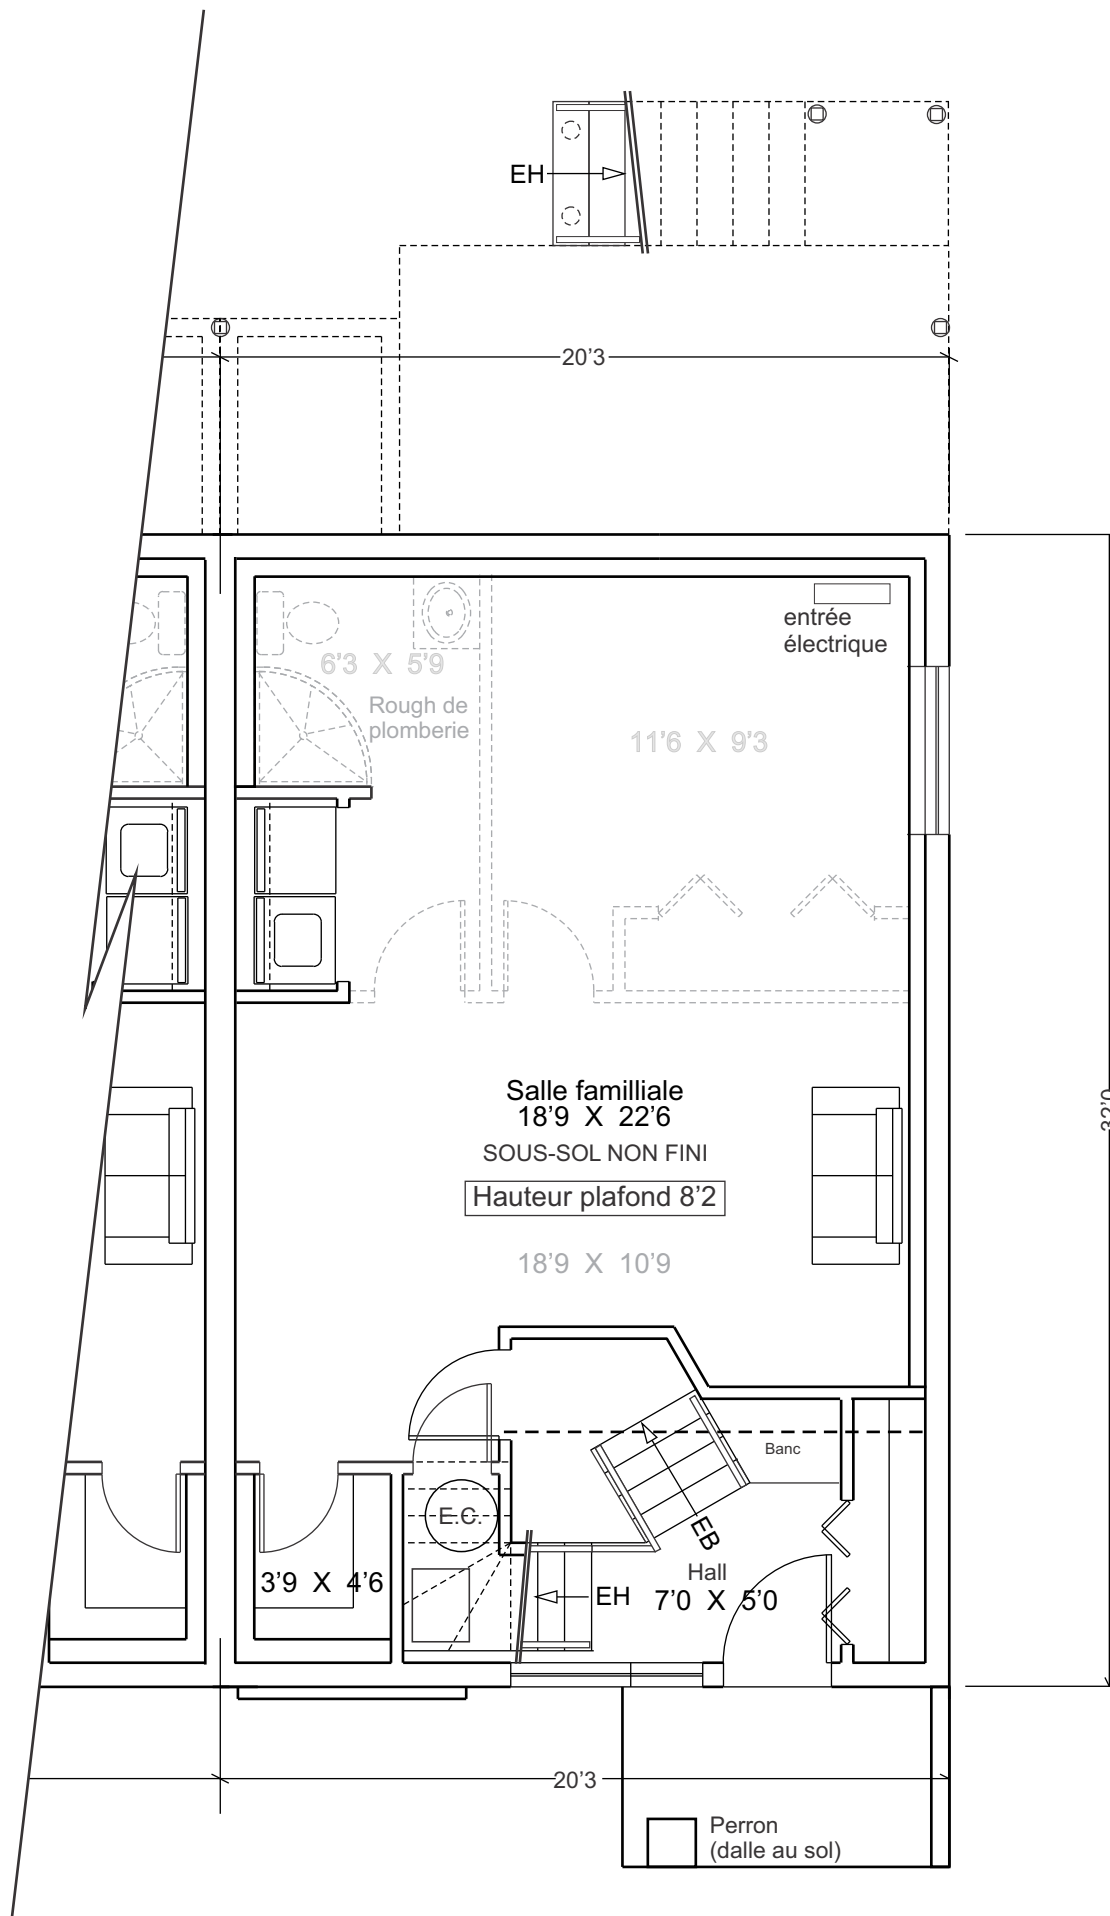 EH
20'3
entrée
électrique
6'3 X 5'9
Rough de
plomberie
11'6 X 9'3
Salle familliale
18'9 X 22'6
SOUS-SOL NON FINI
Hauteur plafond 8'2
32'0
18'9 X 10'9
Banc
E.C.
EB
Hall
3'9 X 4'6
EH
7'0 X 5'0
20'3
Perron
(dalle au sol)